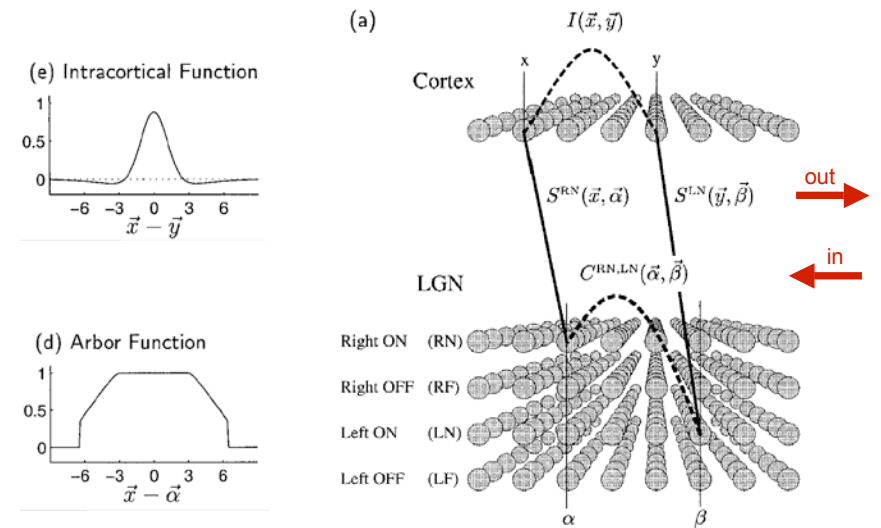 (e) Intracortical Function
1
0.5
0
−6 −3 0 3 6
x⃗ − y⃗
(d) Arbor Function
1
0.5
0
−6 −3 0 3 6
x⃗ − α⃗
(a)
I(x⃗, y⃗)
x y
Cortex
S^RN(x⃗, α⃗) S^LN(y⃗, β⃗)
out
in
C^RN,LN(α⃗, β⃗)
LGN
Right ON (RN)
Right OFF (RF)
Left ON (LN)
Left OFF (LF)
α β